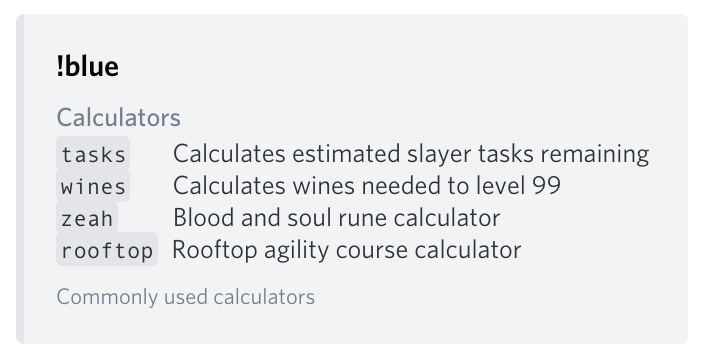 !blue
Calculators
tasks Calculates estimated slayer tasks remaining
wines Calculates wines needed to level 99
zeah Blood and soul rune calculator
rooftop Rooftop agility course calculator
Commonly used calculators